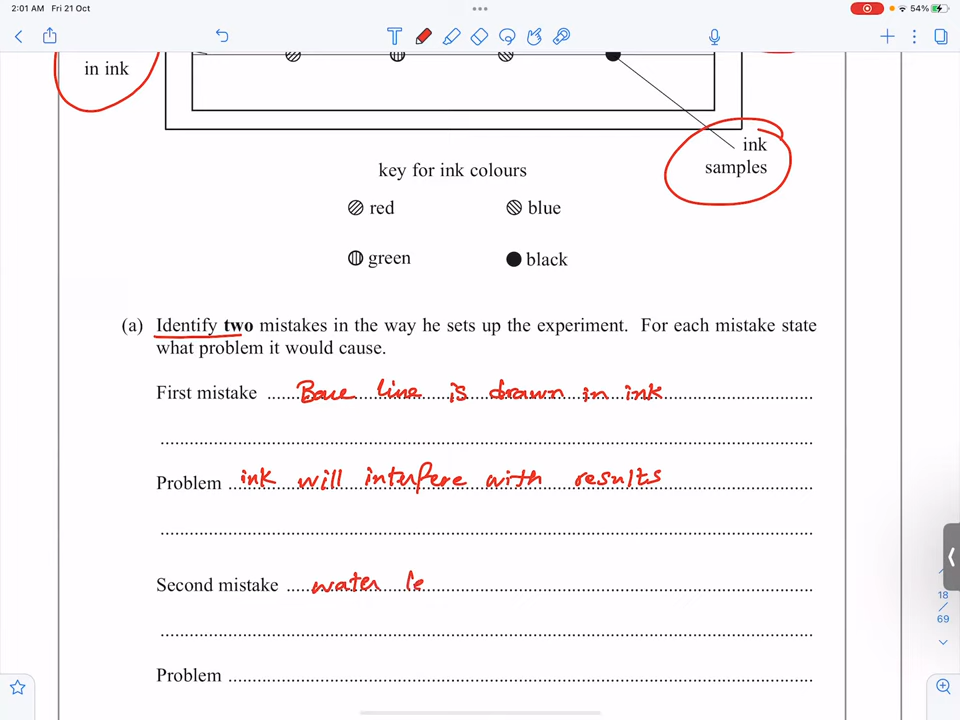 2:01 AM Fri 21 Oct
54%
in ink
ink
samples
key for ink colours
red blue
green black
(a) Identify two mistakes in the way he sets up the experiment. For each mistake state
what problem it would cause.
First mistake ..... Base line is drawn in ink .....
Problem ..... ink will interfere with results .....
Second mistake ..... water le .....
Problem .....
18
/
69